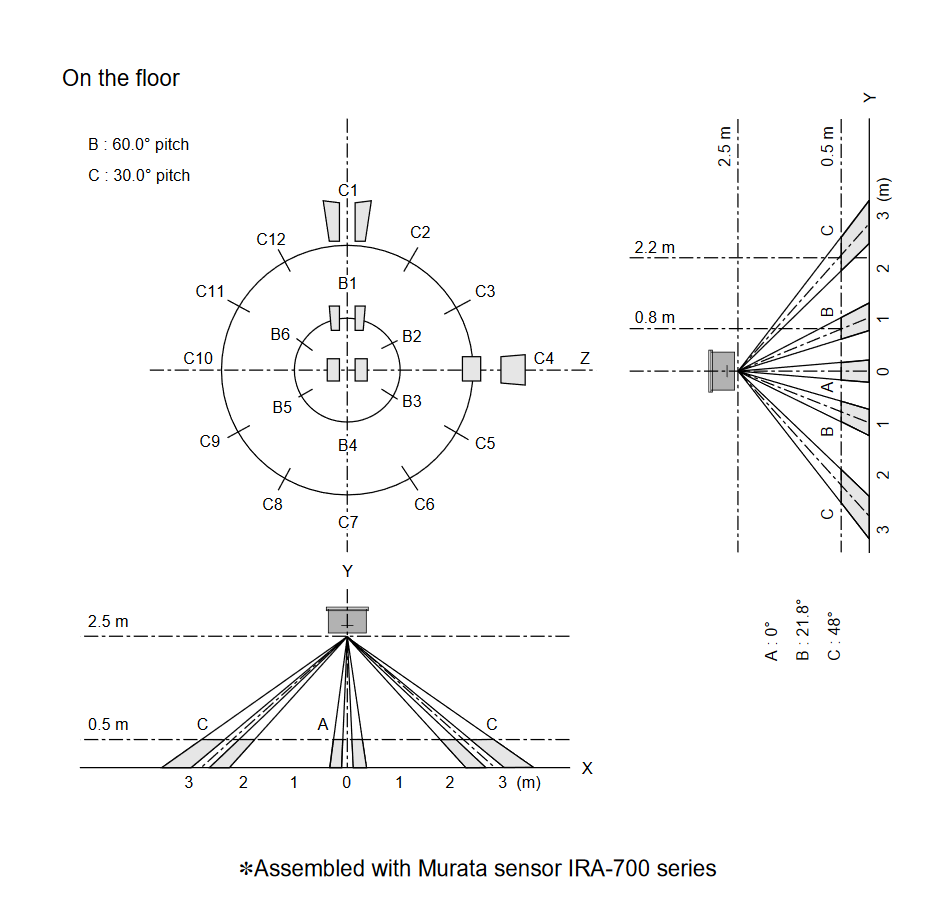 On the floor
B : 60.0° pitch
C : 30.0° pitch
C1
C12
C2
B1
C11
C3
B6
B2
C10
C4
Z
B5
B3
C9
B4
C5
C8
C6
C7
Y
Y
2.5 m
0.5 m
3 (m)
C
2.2 m
2
B
0.8 m
1
0
A
B
1
2
C
3
A : 0°
B : 21.8°
C : 48°
2.5 m
0.5 m
C
A
C
X
3 2 1 0 1 2 3 (m)
✻Assembled with Murata sensor IRA-700 series